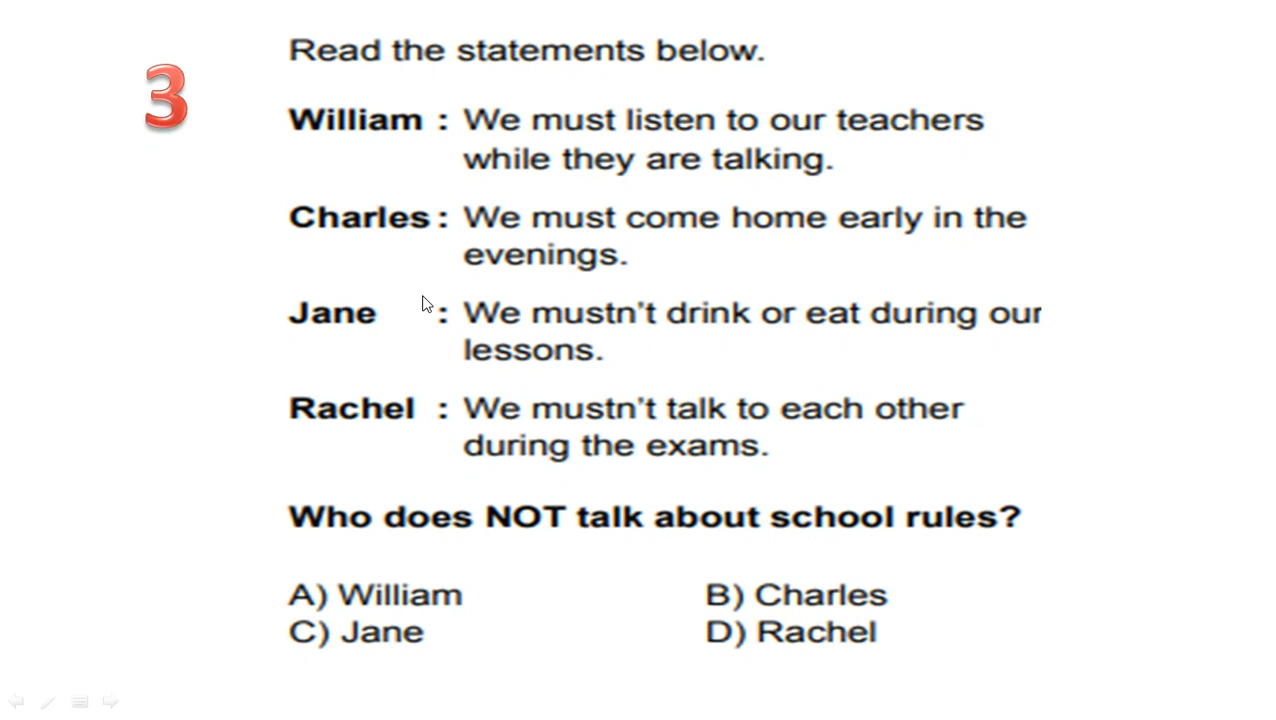 3
Read the statements below.
William : We must listen to our teachers
while they are talking.
Charles : We must come home early in the
evenings.
Jane : We mustn't drink or eat during our
lessons.
Rachel : We mustn't talk to each other
during the exams.
Who does NOT talk about school rules?
A) William B) Charles
C) Jane D) Rachel